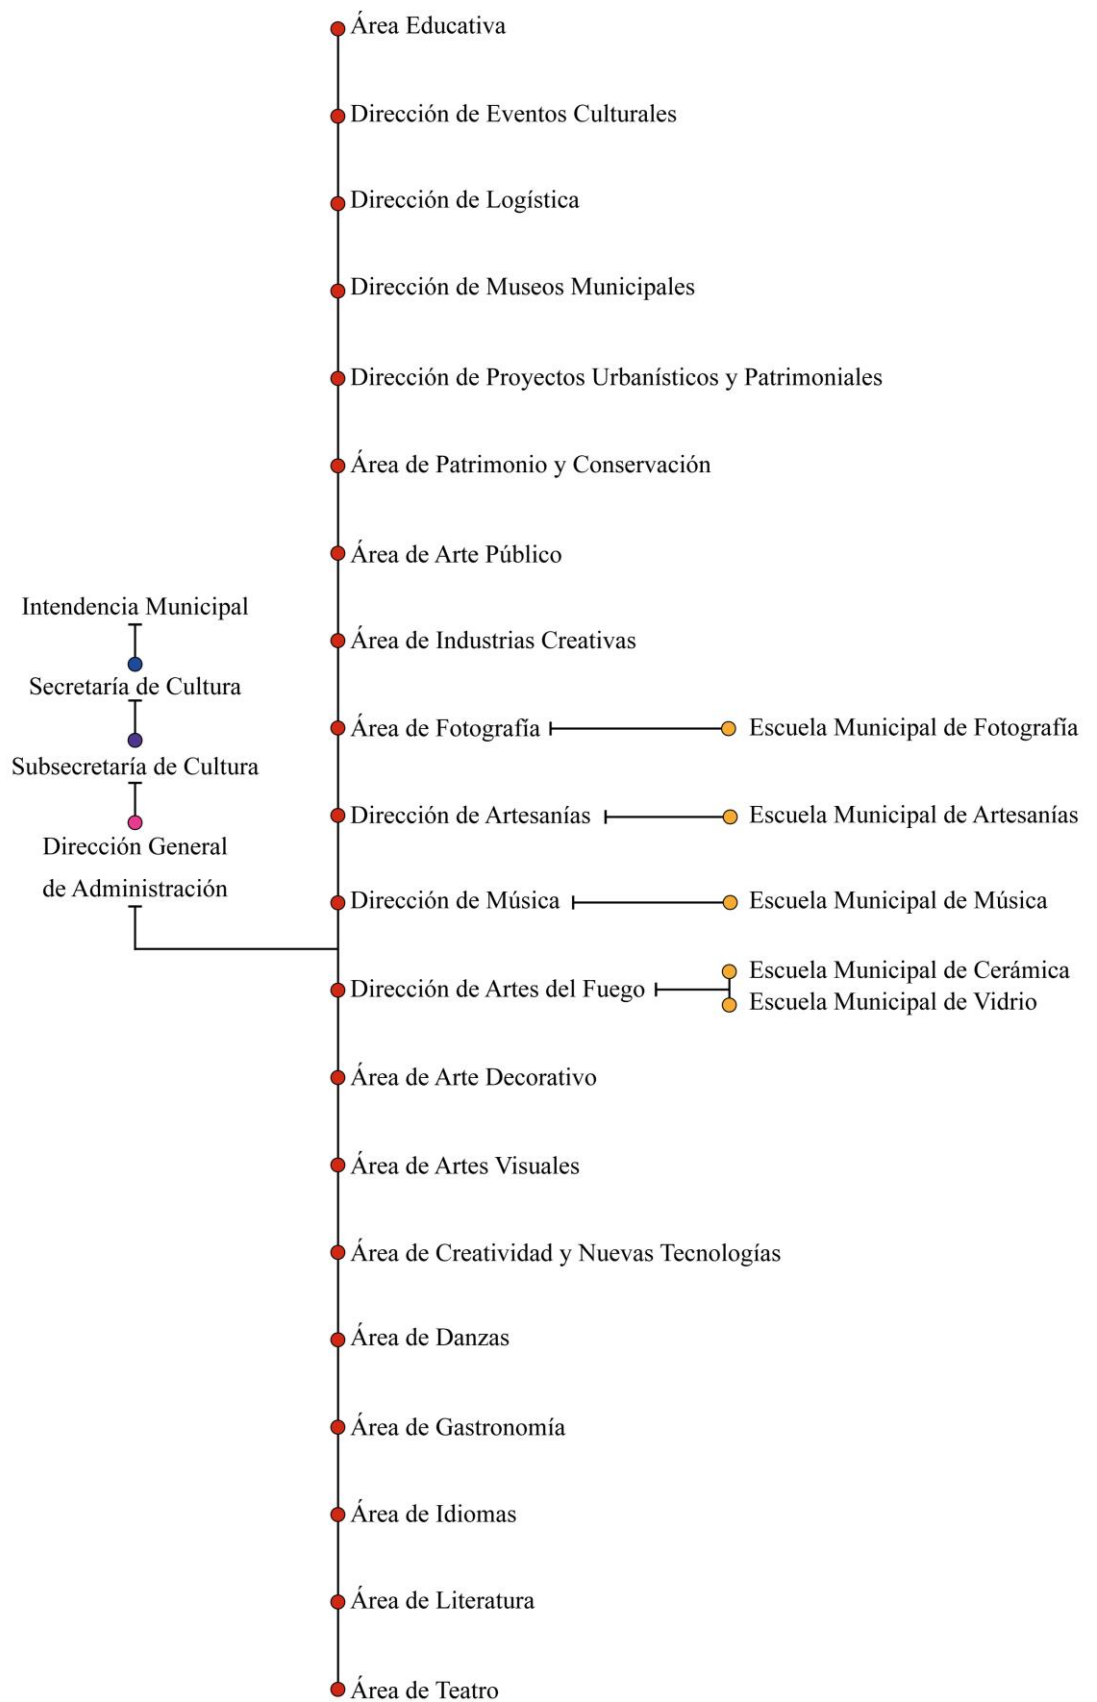 Área Educativa
Dirección de Eventos Culturales
Dirección de Logística
Dirección de Museos Municipales
Dirección de Proyectos Urbanísticos y Patrimoniales
Área de Patrimonio y Conservación
Área de Arte Público
Intendencia Municipal
Secretaría de Cultura
Subsecretaría de Cultura
Dirección General
de Administración
Área de Industrias Creativas
Área de Fotografía
Escuela Municipal de Fotografía
Dirección de Artesanías
Escuela Municipal de Artesanías
Dirección de Música
Escuela Municipal de Música
Dirección de Artes del Fuego
Escuela Municipal de Cerámica
Escuela Municipal de Vidrio
Área de Arte Decorativo
Área de Artes Visuales
Área de Creatividad y Nuevas Tecnologías
Área de Danzas
Área de Gastronomía
Área de Idiomas
Área de Literatura
Área de Teatro